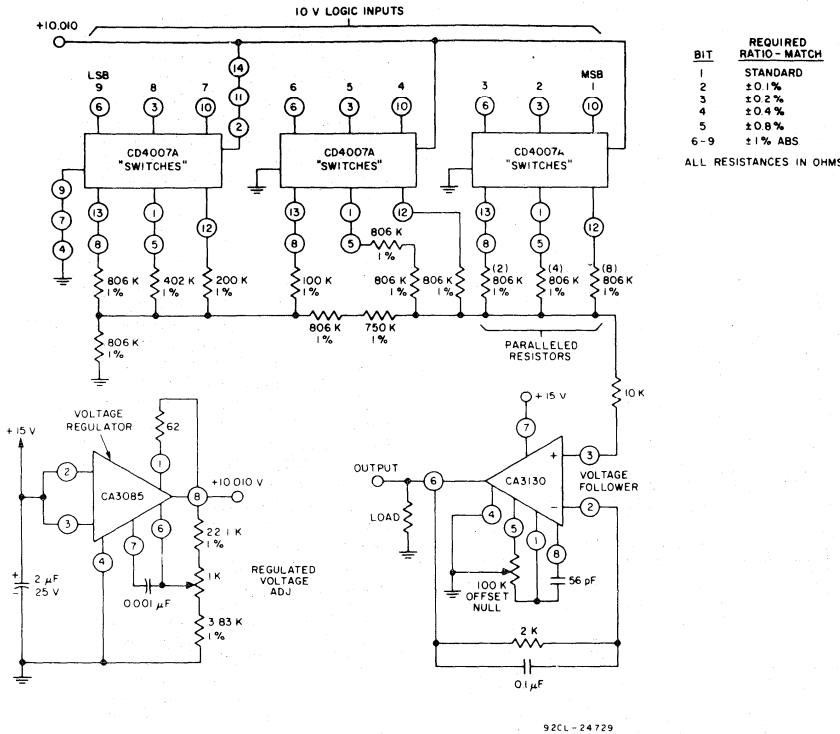 10 V LOGIC INPUTS
+10.010
LSB
9 8 7
6 3 10
14
11
2
6 5 4
6 3 10
MSB
3 2 1
6 3 10
CD4007A
"SWITCHES"
CD4007A
"SWITCHES"
CD4007A
"SWITCHES"
9
7
4
13 1 12
8 5
13 1 12
8 5
13 1 12
8 5
806 K
1%
806 K
1%
402 K
1%
200 K
1%
100 K
1%
806 K
1%
806 K
1%
(2)
806 K
1%
(4)
806 K
1%
(8)
806 K
1%
806 K
1%
750 K
1%
806 K
1%
PARALLELED
RESISTORS
BIT
REQUIRED
RATIO-MATCH
1 STANDARD
2 ±0.1%
3 ±0.2%
4 ±0.4%
5 ±0.8%
6-9 ±1% ABS
ALL RESISTANCES IN OHMS
10 K
+15 V
VOLTAGE
REGULATOR
62
+15 V
7
1
2
3
CA3085
8
+10.010 V
4
7
6
22.1 K
1%
0.001 µF
1K
REGULATED
VOLTAGE
ADJ
2 µF
25 V
+
-
3.83 K
1%
OUTPUT
6
CA3130
+
-
3
2
VOLTAGE
FOLLOWER
LOAD
4
5
1
8
100 K
OFFSET
NULL
56 pF
2 K
0.1 µF
92CL-24729